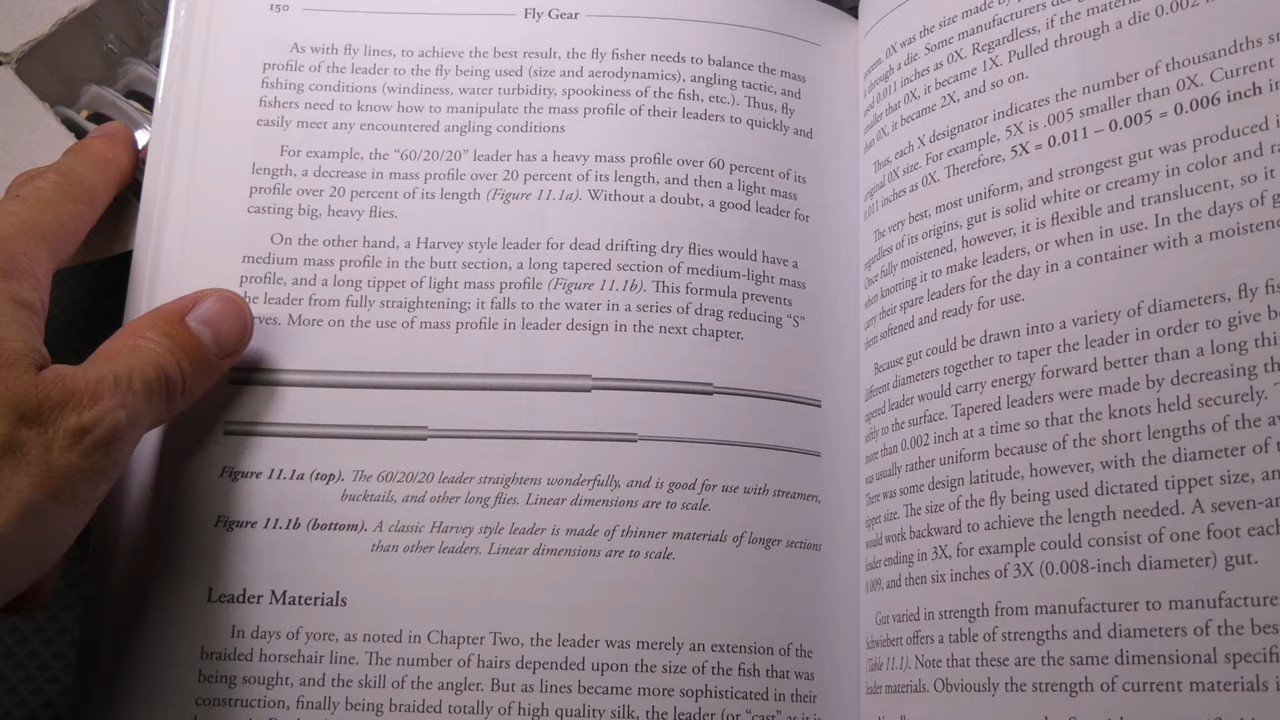 150
Fly Gear
As with fly lines, to achieve the best result, the fly fisher needs to balance the mass
profile of the leader to the fly being used (size and aerodynamics), angling tactic, and
fishing conditions (windiness, water turbidity, spookiness of the fish, etc.). Thus, fly
fishers need to know how to manipulate the mass profile of their leaders to quickly and
easily meet any encountered angling conditions
For example, the “60/20/20” leader has a heavy mass profile over 60 percent of its
length, a decrease in mass profile over 20 percent of its length, and then a light mass
profile over 20 percent of its length (Figure 11.1a). Without a doubt, a good leader for
casting big, heavy flies.
On the other hand, a Harvey style leader for dead drifting dry flies would have a
medium mass profile in the butt section, a long tapered section of medium-light mass
profile, and a long tippet of light mass profile (Figure 11.1b). This formula prevents
the leader from fully straightening; it falls to the water in a series of drag reducing “S”
rves. More on the use of mass profile in leader design in the next chapter.
Figure 11.1a (top). The 60/20/20 leader straightens wonderfully, and is good for use with streamers,
bucktails, and other long flies. Linear dimensions are to scale.
Figure 11.1b (bottom). A classic Harvey style leader is made of thinner materials of longer sections
than other leaders. Linear dimensions are to scale.
Leader Materials
In days of yore, as noted in Chapter Two, the leader was merely an extension of the
braided horsehair line. The number of hairs depended upon the size of the fish that was
being sought, and the skill of the angler. But as lines became more sophisticated in their
construction, finally being braided totally of high quality silk, the leader (or “cast” as it is
system. 0X was the size made by
through a die. Some manufacturers
used 0.011 inches as 0X. Regardless, if the
smaller that 0X, it became 1X. Pulled through a die 0.002
than 0X, it became 2X, and so on.
Thus, each X designator indicates the number of thousandths
original 0X size. For example, 5X is .005 smaller than 0X. Current
0.011 inches as 0X. Therefore, 5X = 0.011 – 0.005 = 0.006 inch in
The very best, most uniform, and strongest gut was produced
regardless of its origins, gut is solid white or creamy in color and
Once fully moistened, however, it is flexible and translucent, so it
when knotting it to make leaders, or when in use. In the days of
carry their spare leaders for the day in a container with a
them softened and ready for use.
Because gut could be drawn into a variety of diameters, fly
different diameters together to taper the leader in order to give
tapered leader would carry energy forward better than a long
softly to the surface. Tapered leaders were made by decreasing
more than 0.002 inch at a time so that the knots held securely.
was usually rather uniform because of the short lengths of the
There was some design latitude, however, with the diameter of
tippet size. The size of the fly being used dictated tippet size,
would work backward to achieve the length needed. A
leader ending in 3X, for example could consist of one foot
0.009, and then six inches of 3X (0.008-inch diameter) gut.
Gut varied in strength from manufacturer to
Schwiebert offers a table of strengths and diameters of the
(Table 11.1). Note that these are the same dimensional
leader materials. Obviously the strength of current materials